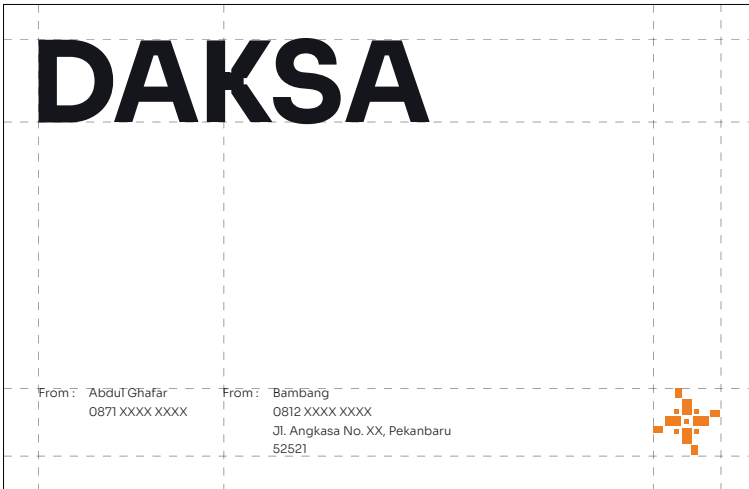 DAKSA
From : Abdul Ghafar
0871 XXXX XXXX
From : Bambang
0812 XXXX XXXX
Jl. Angkasa No. XX, Pekanbaru
52521